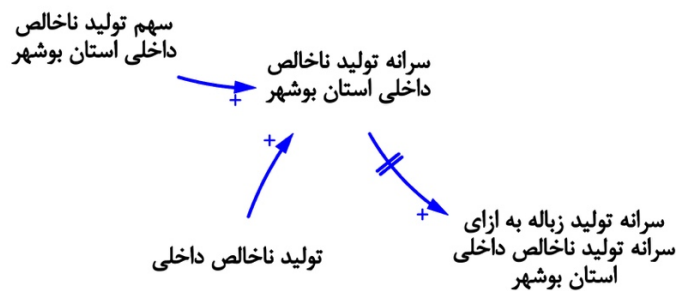 سهم تولید ناخالص
داخلی استان بوشهر
+
سرانه تولید ناخالص
داخلی استان بوشهر
+
تولید ناخالص داخلی
+
سرانه تولید زباله به ازای
سرانه تولید ناخالص داخلی
استان بوشهر